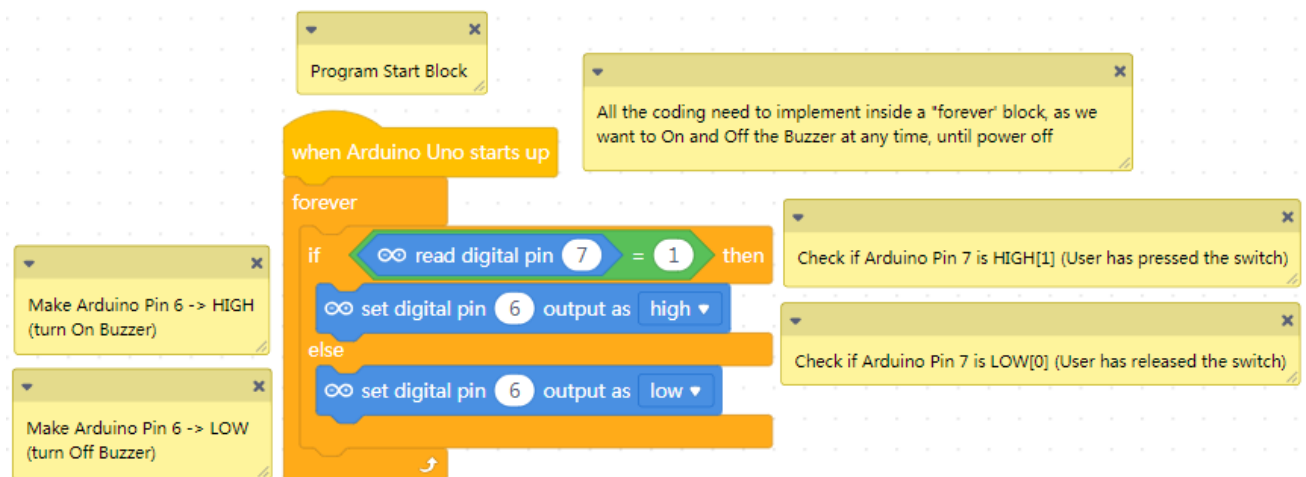 Program Start Block
All the coding need to implement inside a "forever' block, as we
want to On and Off the Buzzer at any time, until power off
when Arduino Uno starts up
forever
if read digital pin 7 = 1 then
Check if Arduino Pin 7 is HIGH[1] (User has pressed the switch)
Make Arduino Pin 6 -> HIGH
(turn On Buzzer)
set digital pin 6 output as high
else
Check if Arduino Pin 7 is LOW[0] (User has released the switch)
set digital pin 6 output as low
Make Arduino Pin 6 -> LOW
(turn Off Buzzer)